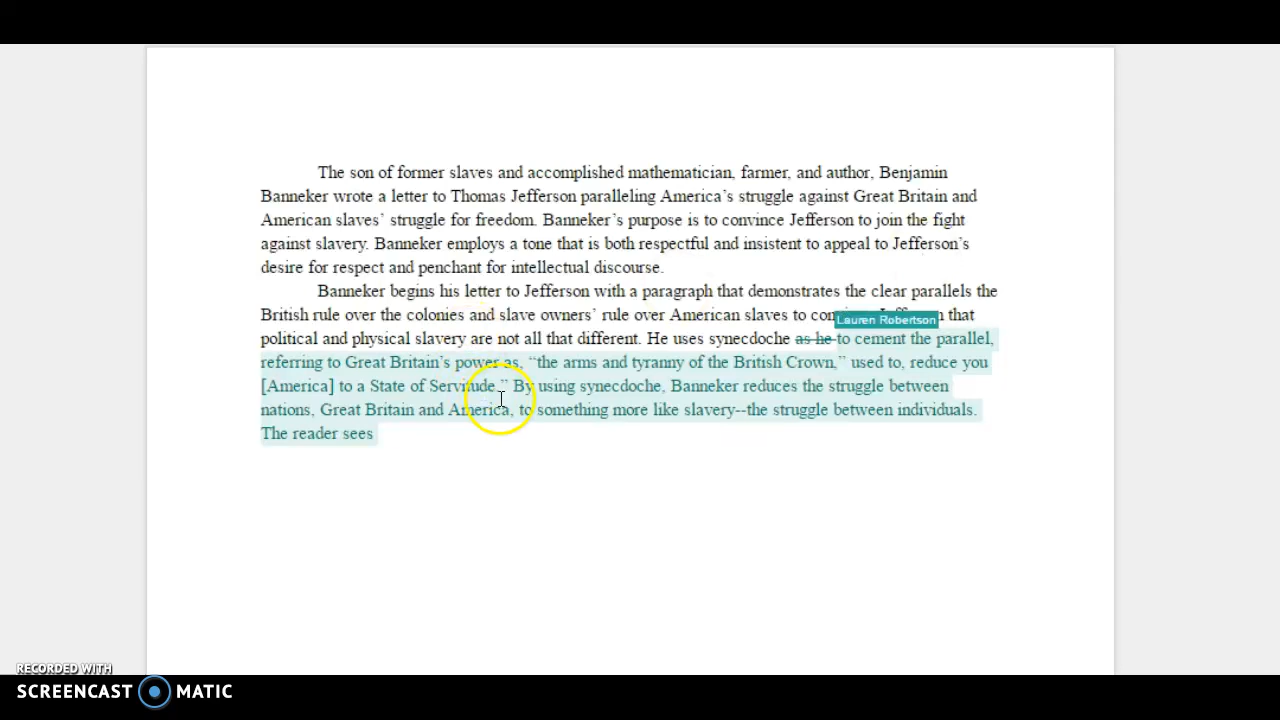 The son of former slaves and accomplished mathematician, farmer, and author, Benjamin
Banneker wrote a letter to Thomas Jefferson paralleling America’s struggle against Great Britain and
American slaves’ struggle for freedom. Banneker’s purpose is to convince Jefferson to join the fight
against slavery. Banneker employs a tone that is both respectful and insistent to appeal to Jefferson’s
desire for respect and penchant for intellectual discourse.
Banneker begins his letter to Jefferson with a paragraph that demonstrates the clear parallels the
British rule over the colonies and slave owners’ rule over American slaves to that
Lauren Robertson
political and physical slavery are not all that different. He uses synecdoche as he to cement the parallel,
referring to Great Britain’s power as, “the arms and tyranny of the British Crown,” used to, reduce you
[America] to a State of Servitude.” By using synecdoche, Banneker reduces the struggle between
nations, Great Britain and America, to something more like slavery--the struggle between individuals.
The reader sees
RECORDED WITH
SCREENCAST MATIC